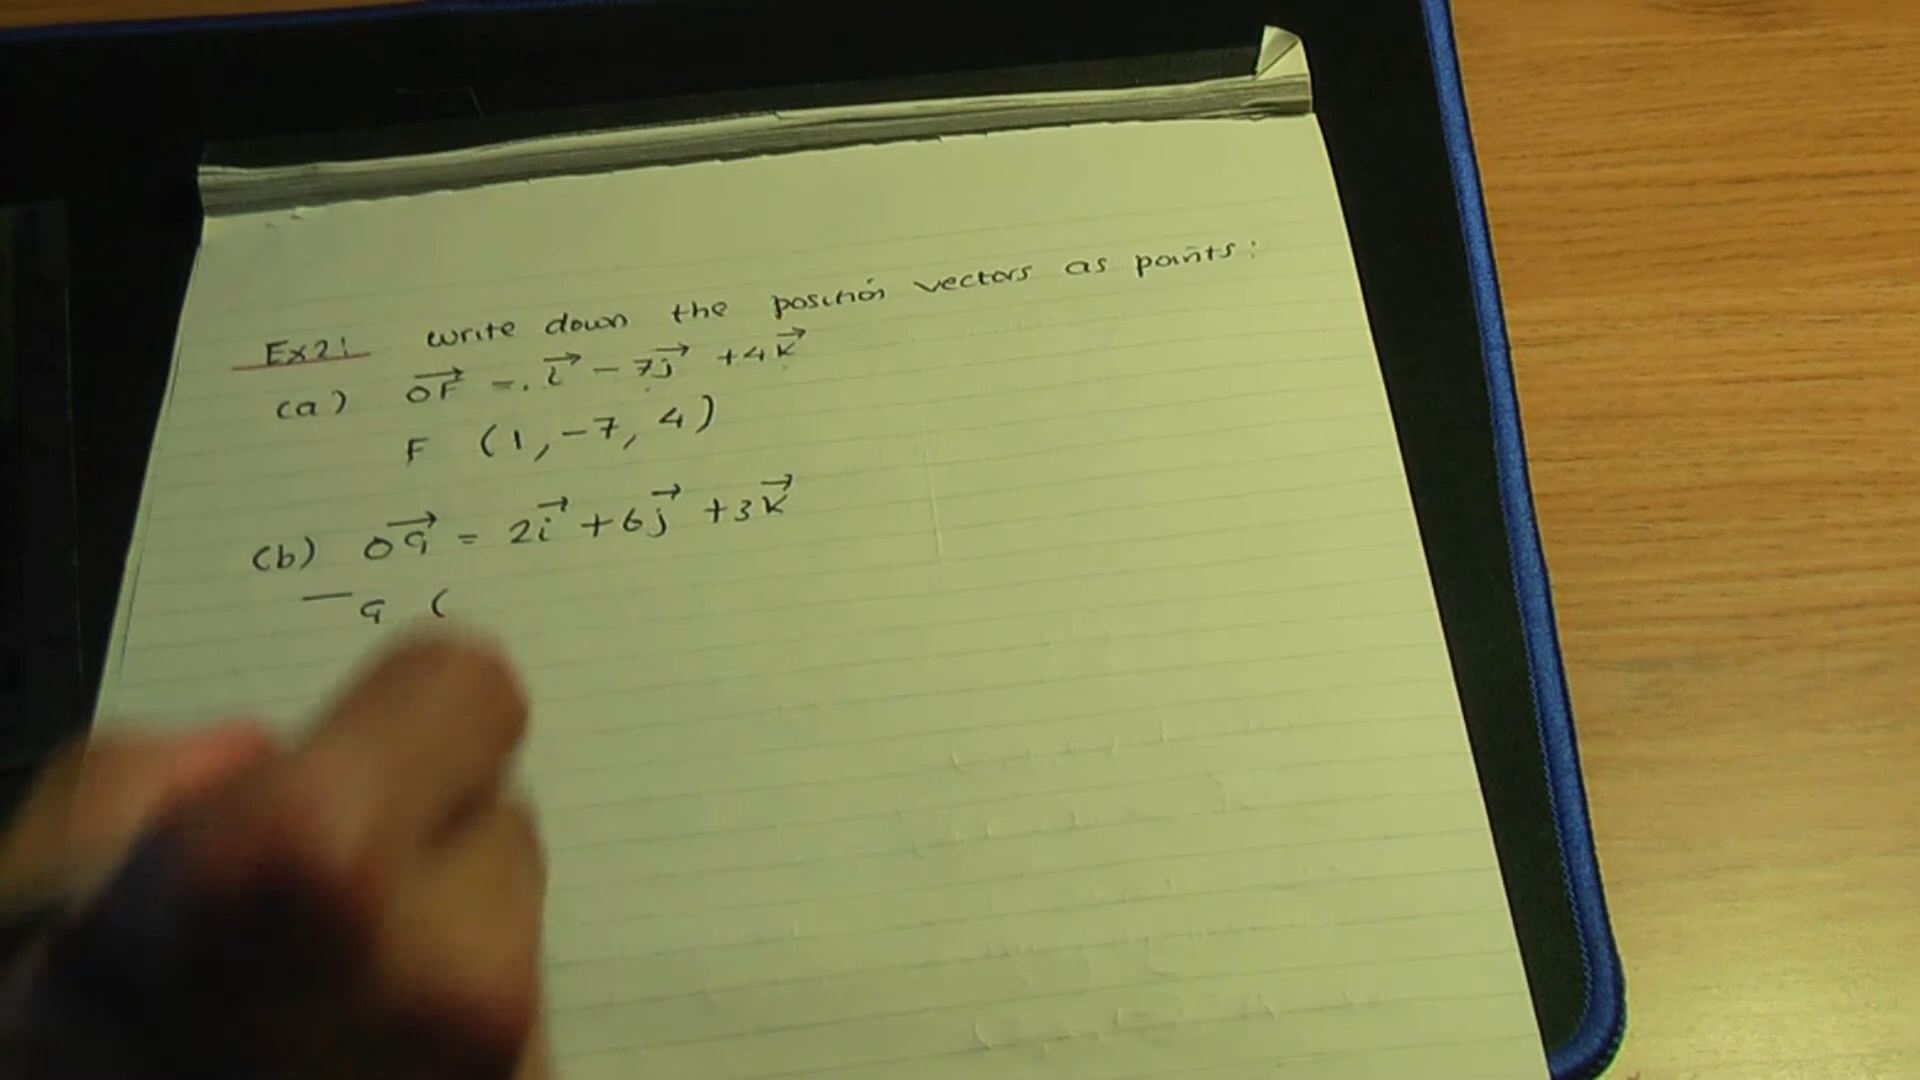 Ex2: write down the position vectors as points:
(a) OF = i - 7j + 4k
F (1, -7, 4)
(b) OG = 2i + 6j + 3k
G (